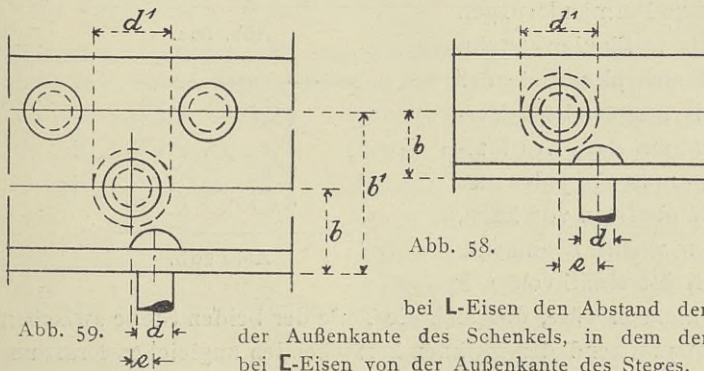 d¹
d¹
b
b¹
b
Abb. 58.
d
e
Abb. 59.
d
e
bei L-Eisen den Abstand der
der Außenkante des Schenkels, in dem der
bei C-Eisen von der Außenkante des Steges.